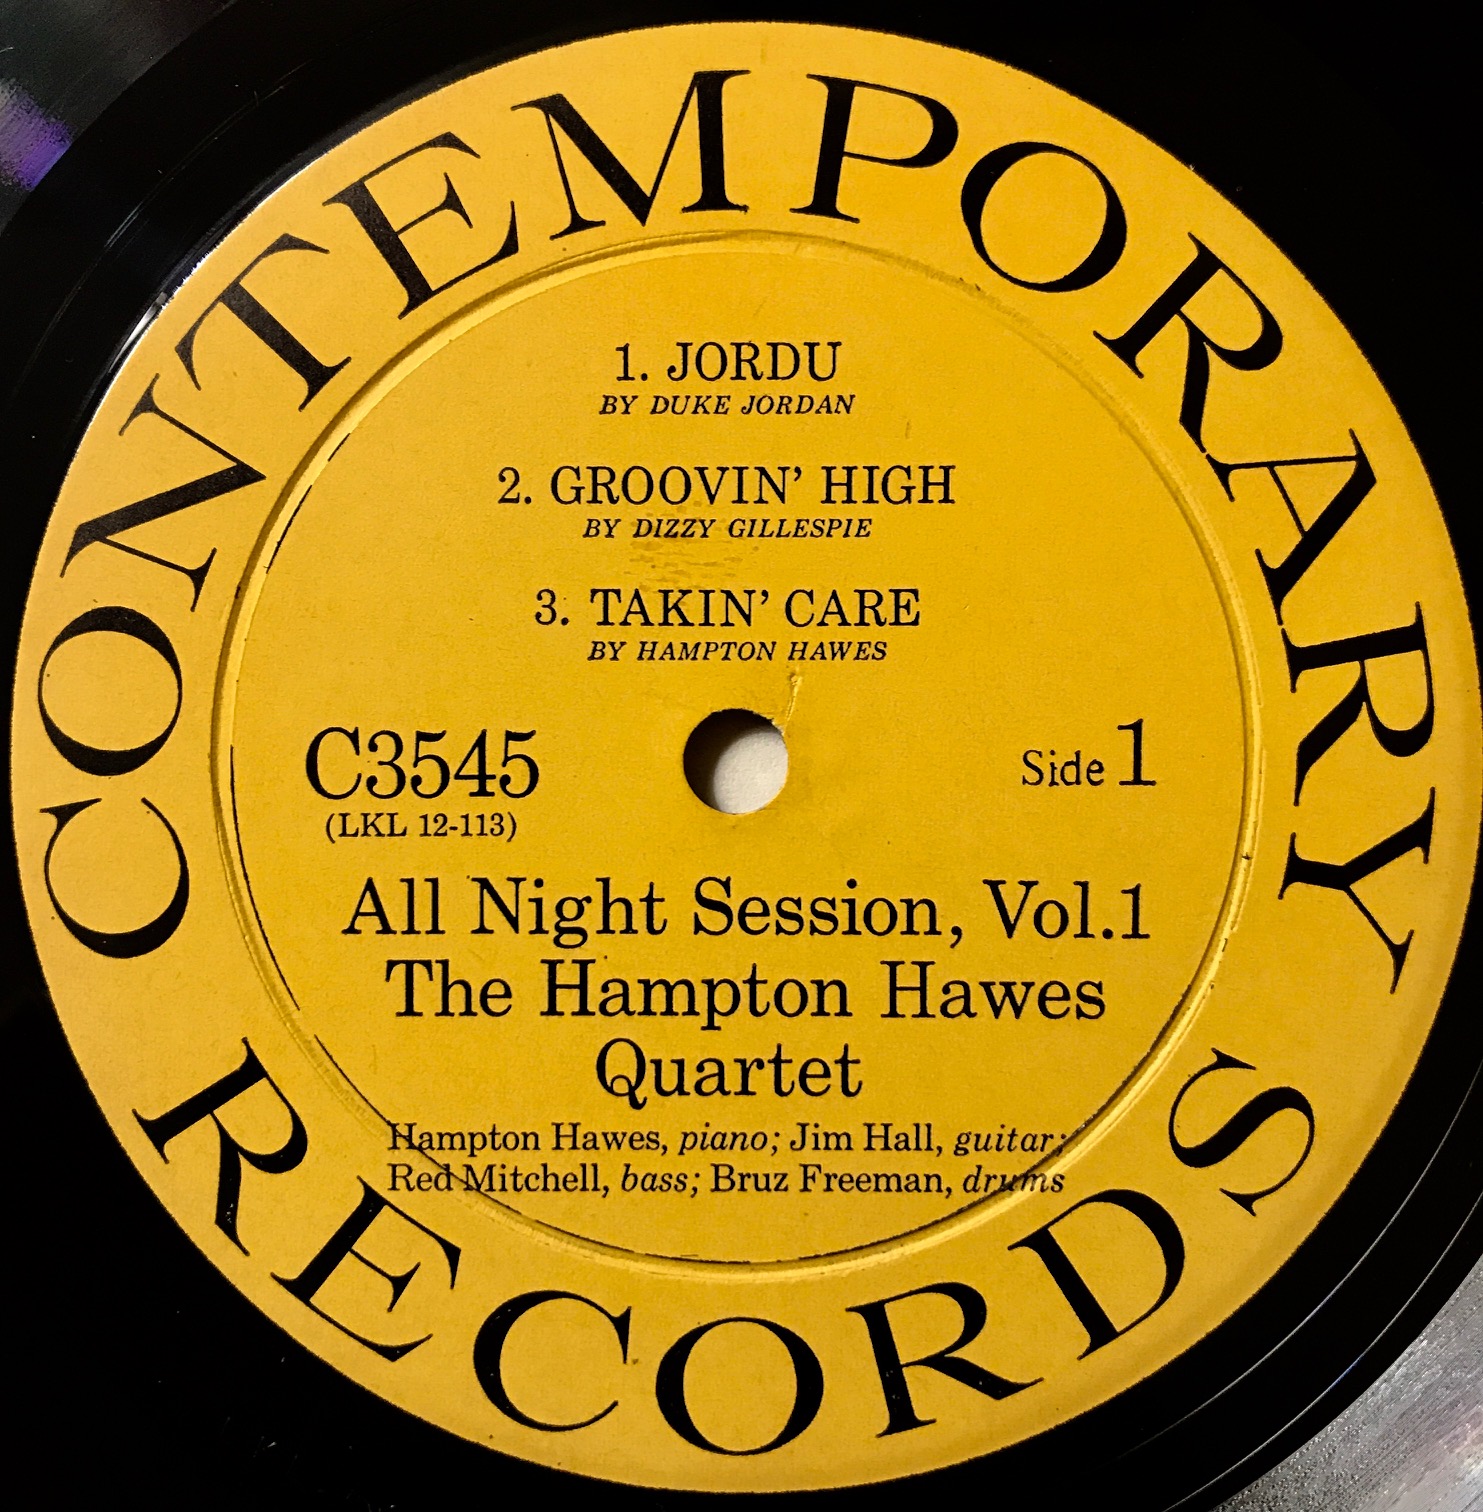 CONTEMPORARY
1. JORDU
BY DUKE JORDAN
2. GROOVIN’ HIGH
BY DIZZY GILLESPIE
3. TAKIN’ CARE
BY HAMPTON HAWES
C3545
Side 1
(LKL 12-113)
All Night Session, Vol.1
The Hampton Hawes
Quartet
Hampton Hawes, piano; Jim Hall, guitar;
Red Mitchell, bass; Bruz Freeman, drums
RECORDS